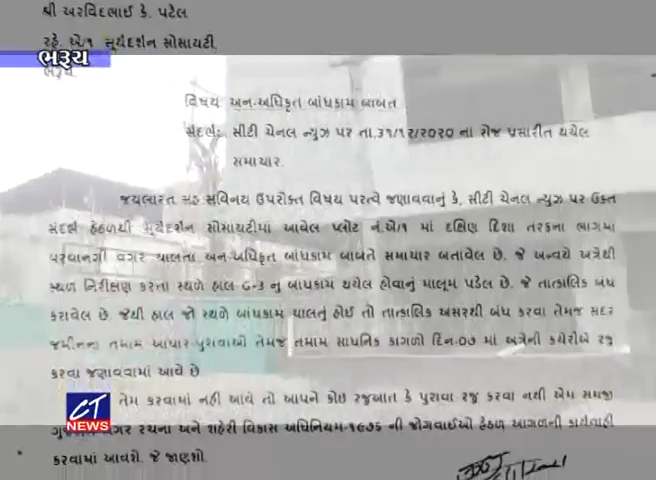 શ્રી અરવિંદભાઈ કે. પટેલ
રહે. એ/૧ સૂર્યદર્શન સોસાયટી,
ભરૂચ
ભરૂચ
વિષય અન-અધિકૃત બાંધકામ બાબત
સંદર્ભ: સીટી ચેનલ ન્યુઝ પર તા.૩૧/૧૨/૨૦૨૦ ના રોજ પ્રસારીત થયેલ
સમાચાર.
જયભારત સહ સવિનય ઉપરોક્ત વિષય પરત્વે જણાવવાનું કે, સીટી ચેનલ ન્યુઝ પર ઉક્ત
સંદર્ભ હેઠળથી સૂર્યદર્શન સોસાયટીમાં આવેલ પ્લોટ નં.એ/૧ માં દક્ષિણ દિશા તરફના ભાગમાં
પરવાનગી વગર ચાલતા અન-અધિકૃત બાંધકામ બાબતે સમાચાર બતાવેલ છે. જે અન્વયે અત્રેથી
સ્થળ નિરીક્ષણ કરતા સ્થળે હાલ G+3 નુ બાંધકામ થયેલ હોવાનું માલૂમ પડેલ છે. જે તાત્કાલિક બંધ
કરાવેલ છે. જેથી હાલ જો સ્થળે બાંધકામ ચાલતું હોઈ તો તાત્કાલિક અસરથી બંધ કરવા તેમજ સદર
જમીનના તમામ આધાર-પુરાવાઓ તેમજ તમામ સાધનિક કાગળો દિન-૦૭ માં અત્રેની કચેરીએ રજુ
કરવા જણાવવામાં આવે છે
તેમ કરવામાં નહી આવે તો આપને કોઇ રજુઆત કે પુરાવા રજુ કરવા નથી એમ સમજી
નગર રચના અને શહેરી વિકાસ અધિનિયમ-૧૯૭૬ ની જોગવાઈઓ હેઠળ આગળની કાર્યવાહી
કરવામાં આવશે. જે જાણશો.
CT
NEWS